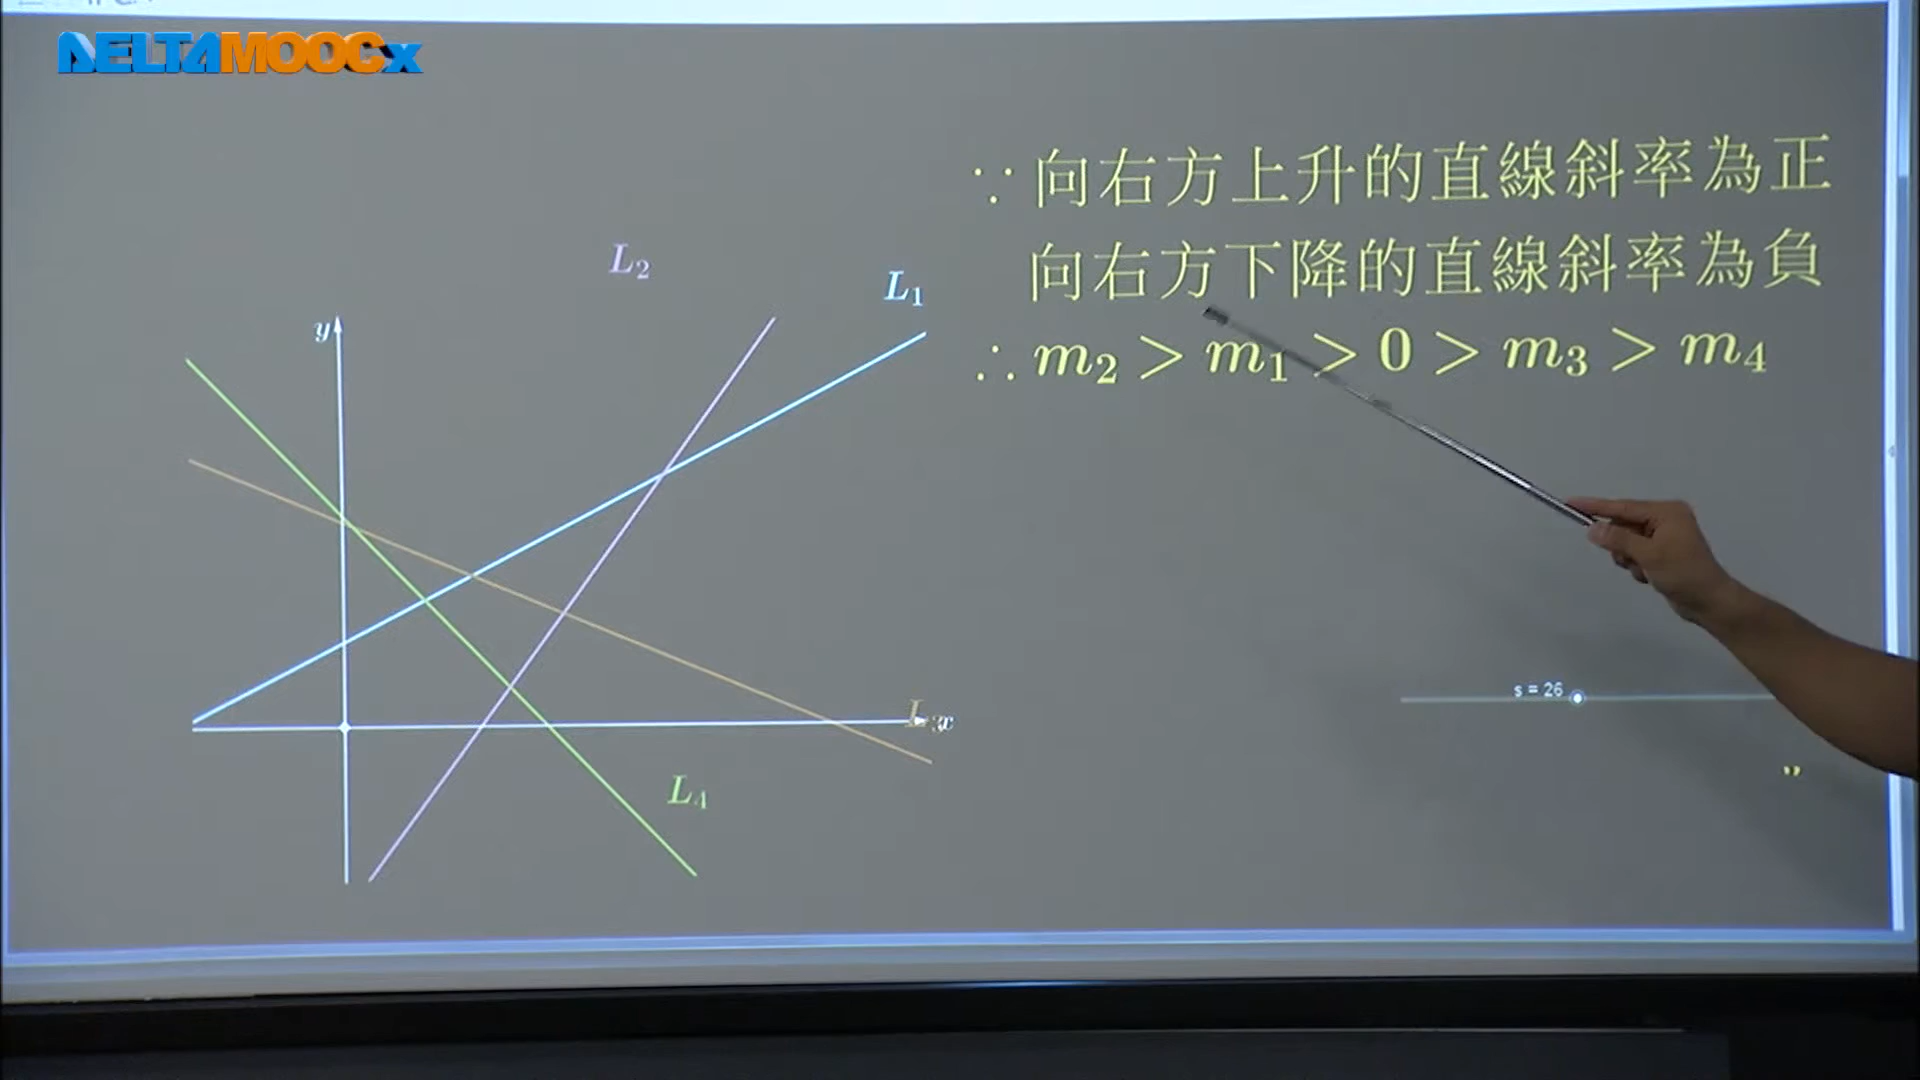 DELTAMOOCx
∵ 向右方上升的直線斜率為正
向右方下降的直線斜率為負
∴ m₂ > m₁ > 0 > m₃ > m₄
L₂
L₁
y
L₃
x
L₄
s = 26
"